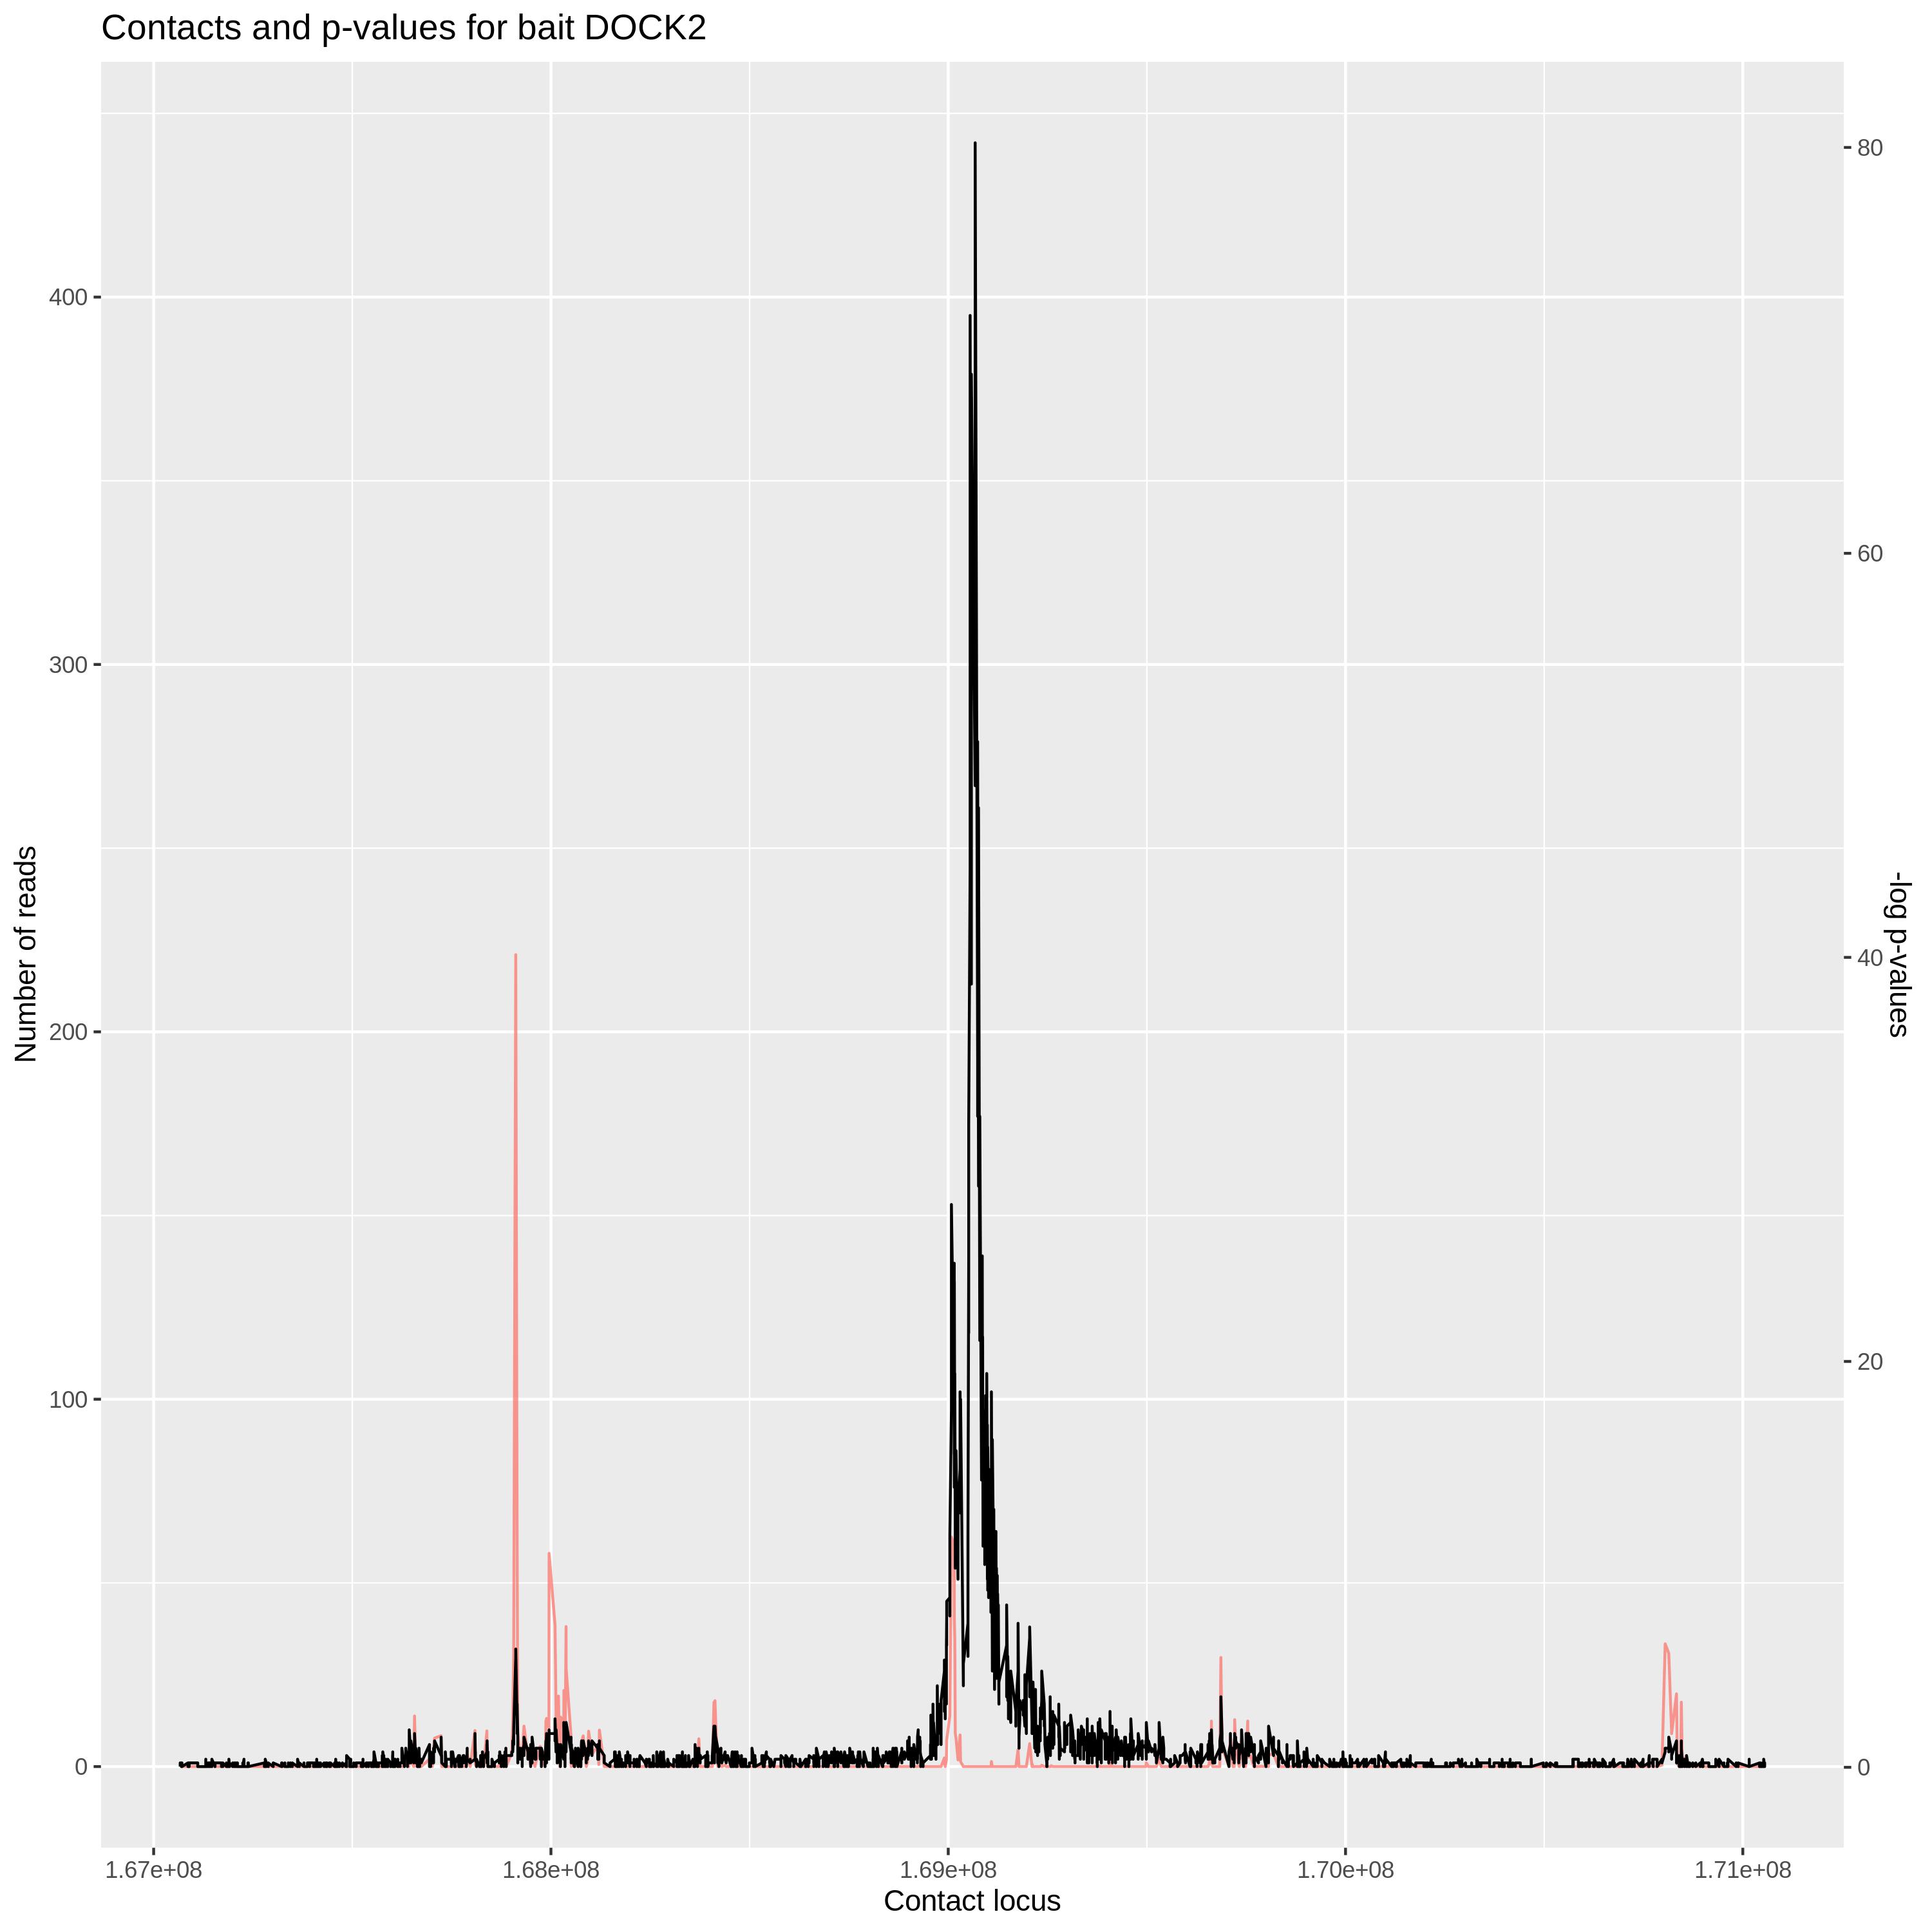 Contacts and p-values for bait DOCK2
Number of reads
400
300
200
100
0
80
60
40
20
0
-log p-values
1.67e+08 1.68e+08 1.69e+08 1.70e+08 1.71e+08
Contact locus